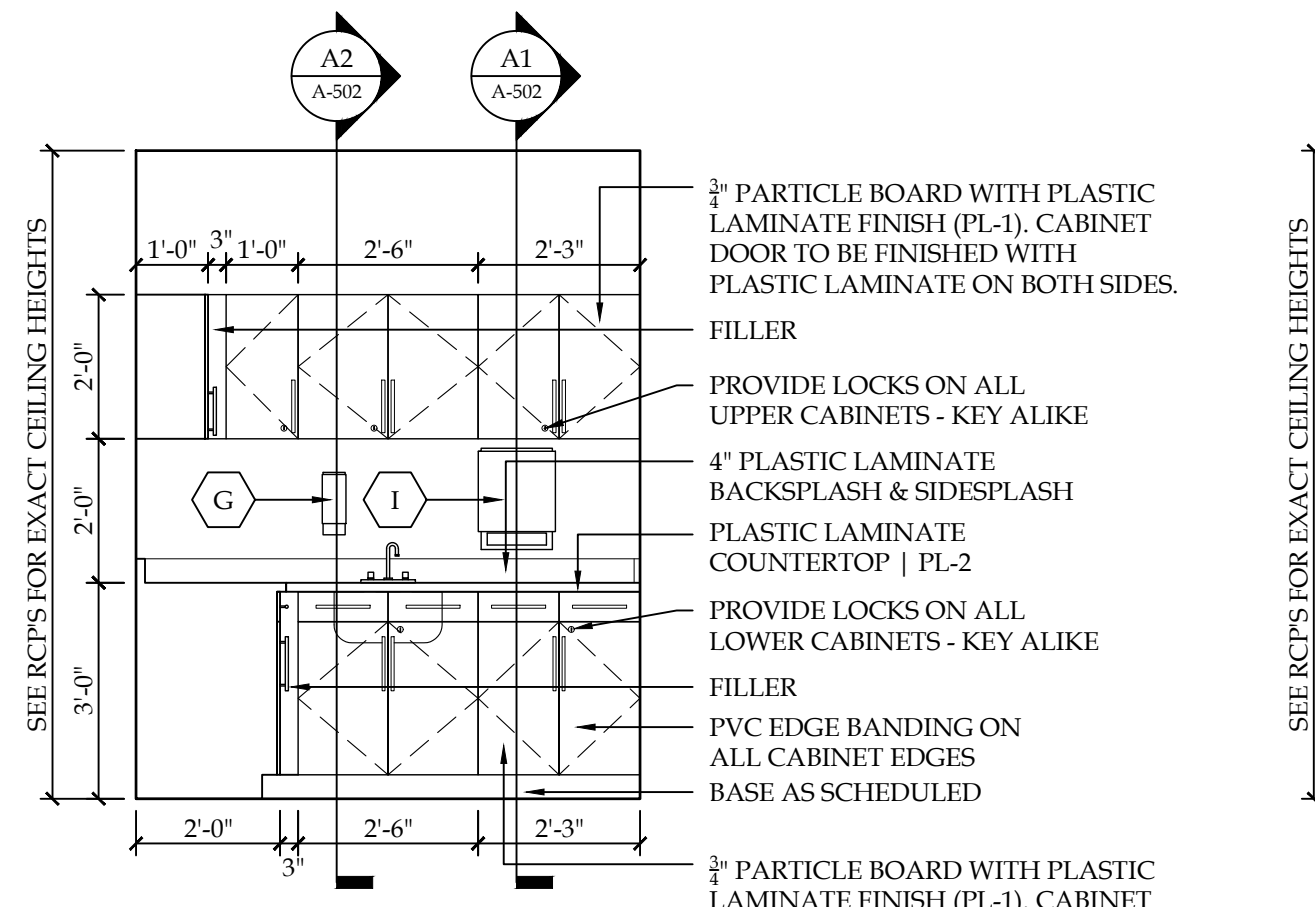 A2
A-502
A1
A-502
SEE RCP'S FOR EXACT CEILING HEIGHTS
1'-0"
3"
1'-0"
2'-6"
2'-3"
2'-0"
2'-0"
3'-0"
G
I
3/4" PARTICLE BOARD WITH PLASTIC
LAMINATE FINISH (PL-1). CABINET
DOOR TO BE FINISHED WITH
PLASTIC LAMINATE ON BOTH SIDES.
FILLER
PROVIDE LOCKS ON ALL
UPPER CABINETS - KEY ALIKE
4" PLASTIC LAMINATE
BACKSPLASH & SIDESPLASH
PLASTIC LAMINATE
COUNTERTOP | PL-2
PROVIDE LOCKS ON ALL
LOWER CABINETS - KEY ALIKE
FILLER
PVC EDGE BANDING ON
ALL CABINET EDGES
BASE AS SCHEDULED
2'-0"
3"
2'-6"
2'-3"
3/4" PARTICLE BOARD WITH PLASTIC
LAMINATE FINISH (PL-1). CABINET
SEE RCP'S FOR EXACT CEILING HEIGHTS